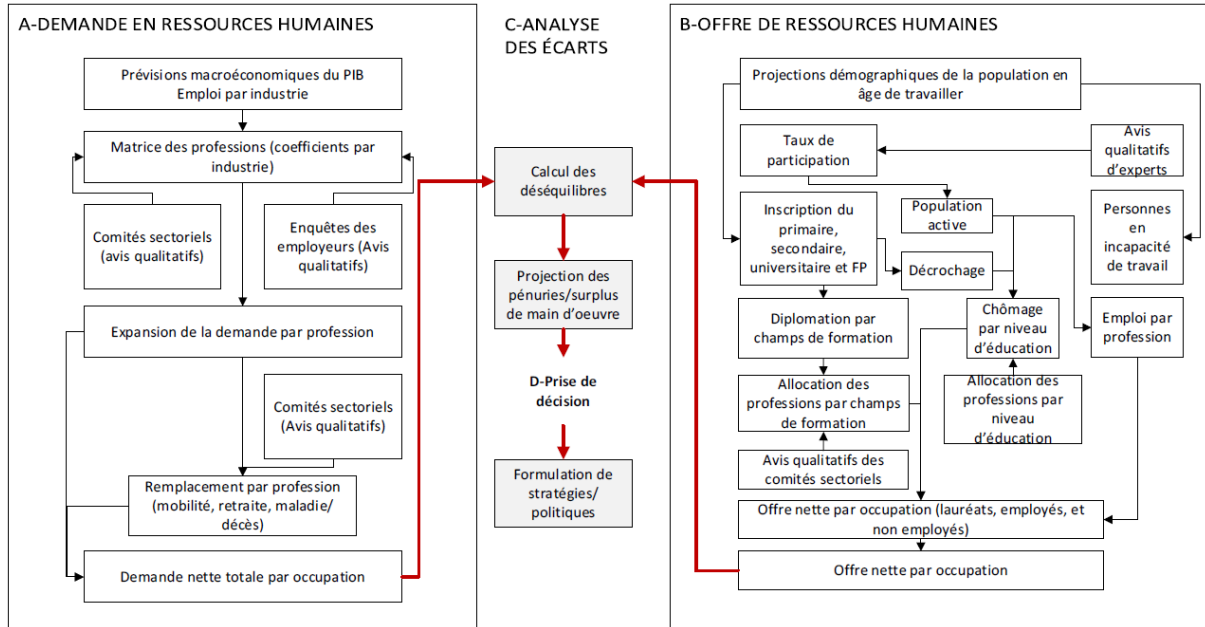 A-DEMANDE EN RESSOURCES HUMAINES
Prévisions macroéconomiques du PIB
Emploi par industrie
Matrice des professions (coefficients par
industrie)
Comités sectoriels
(avis qualitatifs)
Enquêtes des
employeurs (Avis
qualitatifs)
Expansion de la demande par profession
Comités sectoriels
(Avis qualitatifs)
Remplacement par profession
(mobilité, retraite, maladie/
décès)
Demande nette totale par occupation
C-ANALYSE
DES ÉCARTS
Calcul des
déséquilibres
Projection des
pénuries/surplus
de main d'oeuvre
D-Prise de
décision
Formulation de
stratégies/
politiques
B-OFFRE DE RESSOURCES HUMAINES
Projections démographiques de la population en
âge de travailler
Taux de
participation
Avis
qualitatifs
d'experts
Inscription du
primaire,
secondaire,
universitaire et FP
Population
active
Personnes
en
incapacité
de travail
Décrochage
Diplomation par
champs de formation
Chômage
par niveau
d'éducation
Emploi par
profession
Allocation des
professions par champs
de formation
Allocation des
professions par
niveau
d'éducation
Avis qualitatifs des
comités sectoriels
Offre nette par occupation (lauréats, employés, et
non employés)
Offre nette par occupation